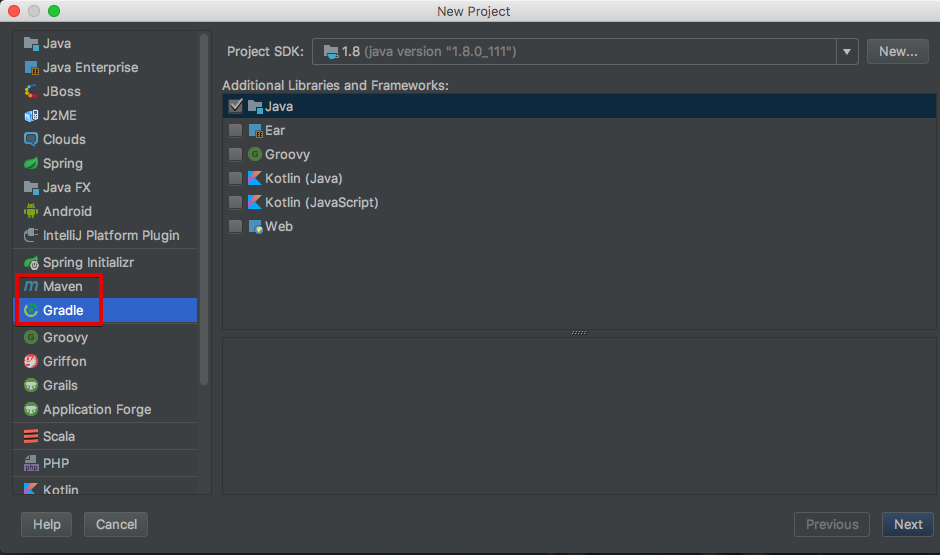 New Project
Java
Java Enterprise
JBoss
J2ME
Clouds
Spring
Java FX
Android
IntelliJ Platform Plugin
Spring Initializr
Maven
Gradle
Groovy
Griffon
Grails
Application Forge
Scala
PHP
Kotlin
Project SDK: 1.8 (java version "1.8.0_111") New...
Additional Libraries and Frameworks:
Java
Ear
Groovy
Kotlin (Java)
Kotlin (JavaScript)
Web
Help Cancel Previous Next